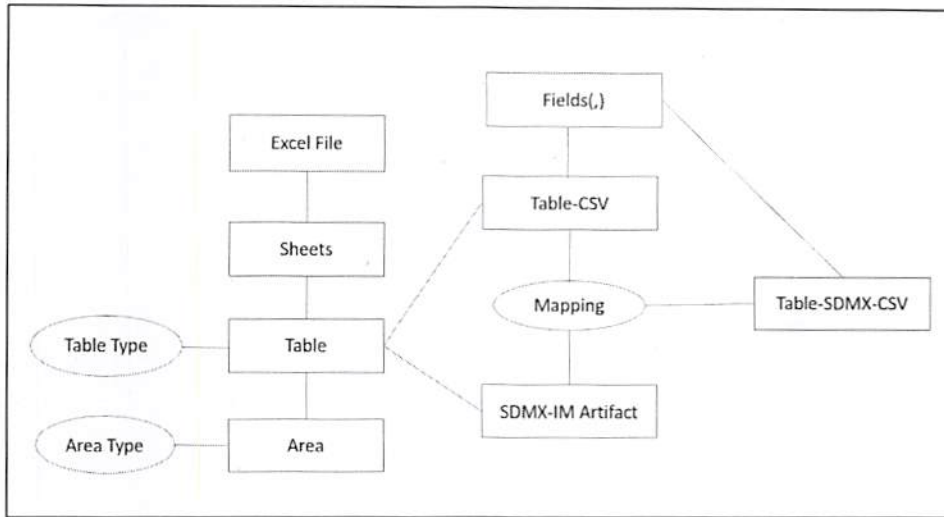 Fields(,)
Excel File
Table-CSV
Sheets
Mapping
Table-SDMX-CSV
Table Type
Table
SDMX-IM Artifact
Area Type
Area